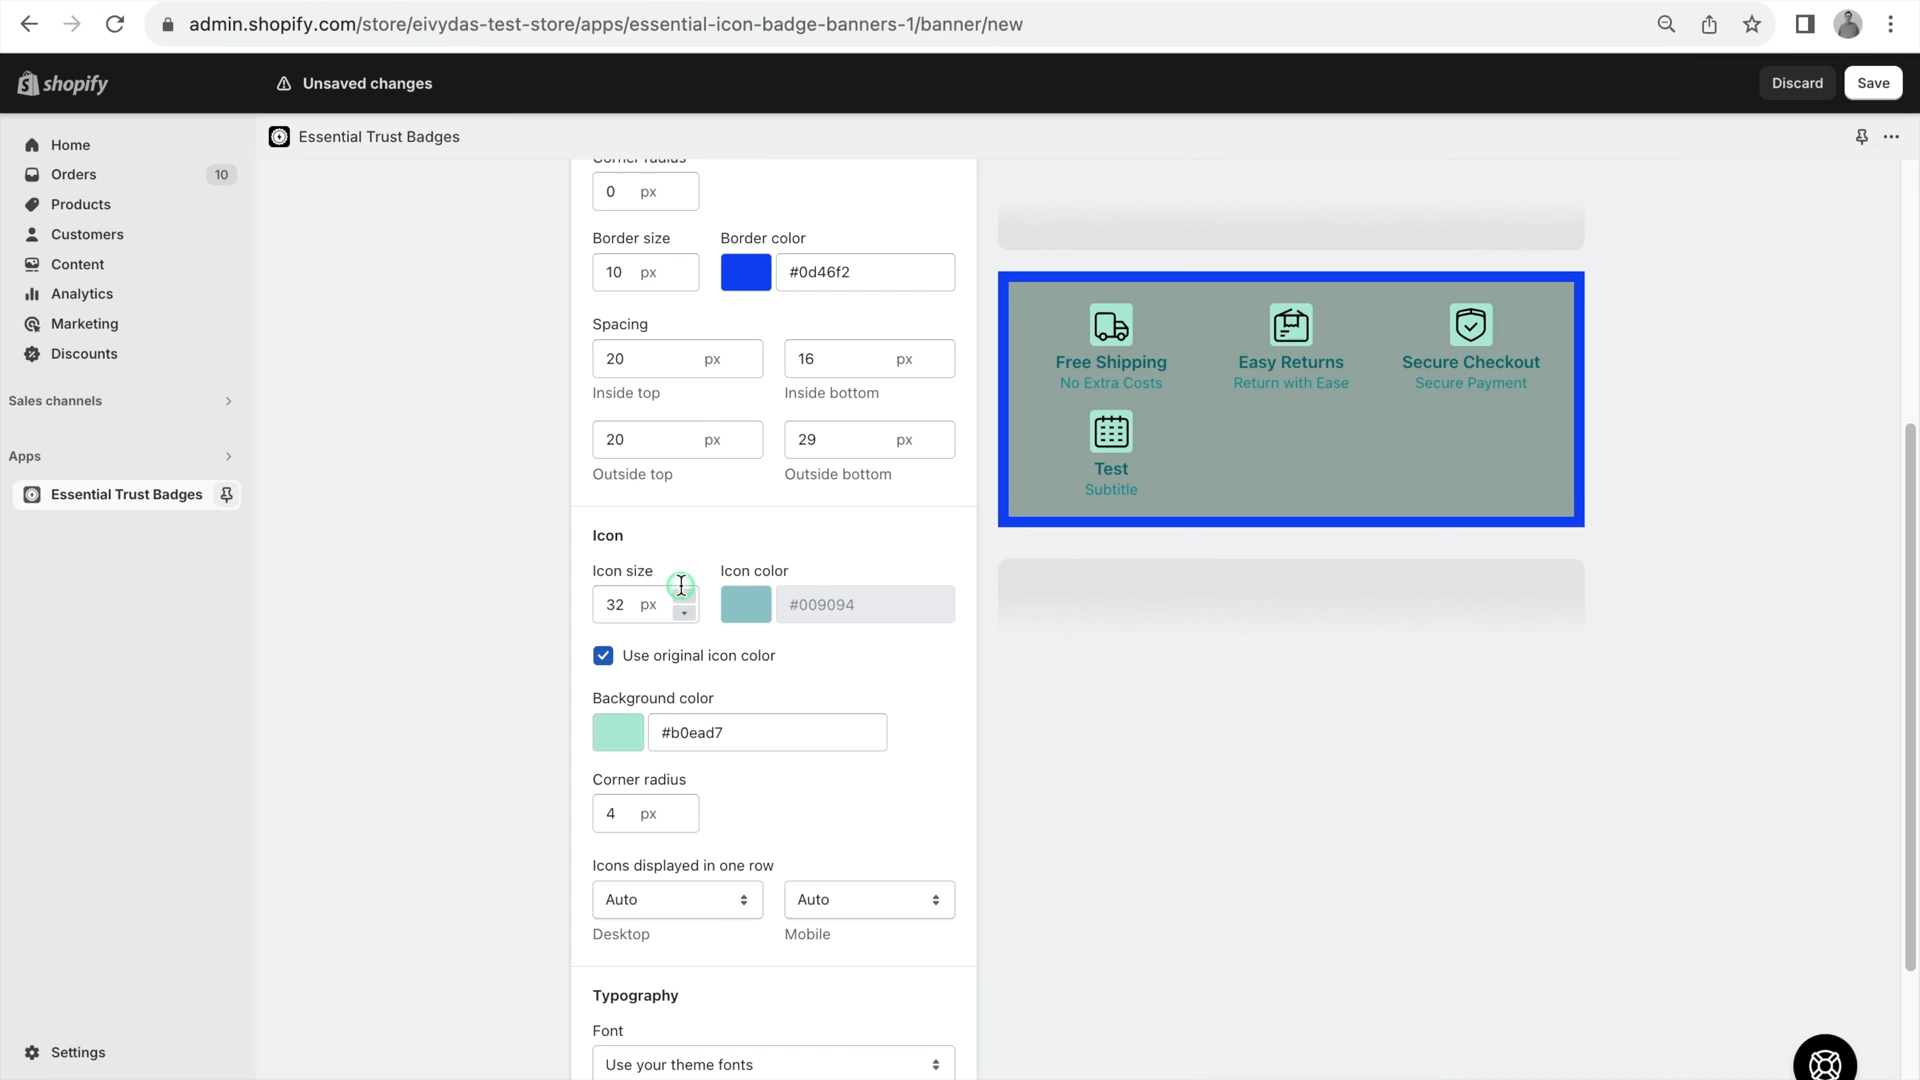 admin.shopify.com/store/eivydas-test-store/apps/essential-icon-badge-banners-1/banner/new
shopify
Unsaved changes
Discard
Save
Home
Orders
10
Products
Customers
Content
Analytics
Marketing
Discounts
Sales channels
Apps
Essential Trust Badges
Settings
Essential Trust Badges
Corner radius
0 px
Border size
Border color
10 px
#0d46f2
Spacing
20 px
16 px
Inside top
Inside bottom
20 px
29 px
Outside top
Outside bottom
Icon
Icon size
Icon color
32 px
#009094
Use original icon color
Background color
#b0ead7
Corner radius
4 px
Icons displayed in one row
Auto
Auto
Desktop
Mobile
Typography
Font
Use your theme fonts
Free Shipping
No Extra Costs
Easy Returns
Return with Ease
Secure Checkout
Secure Payment
Test
Subtitle